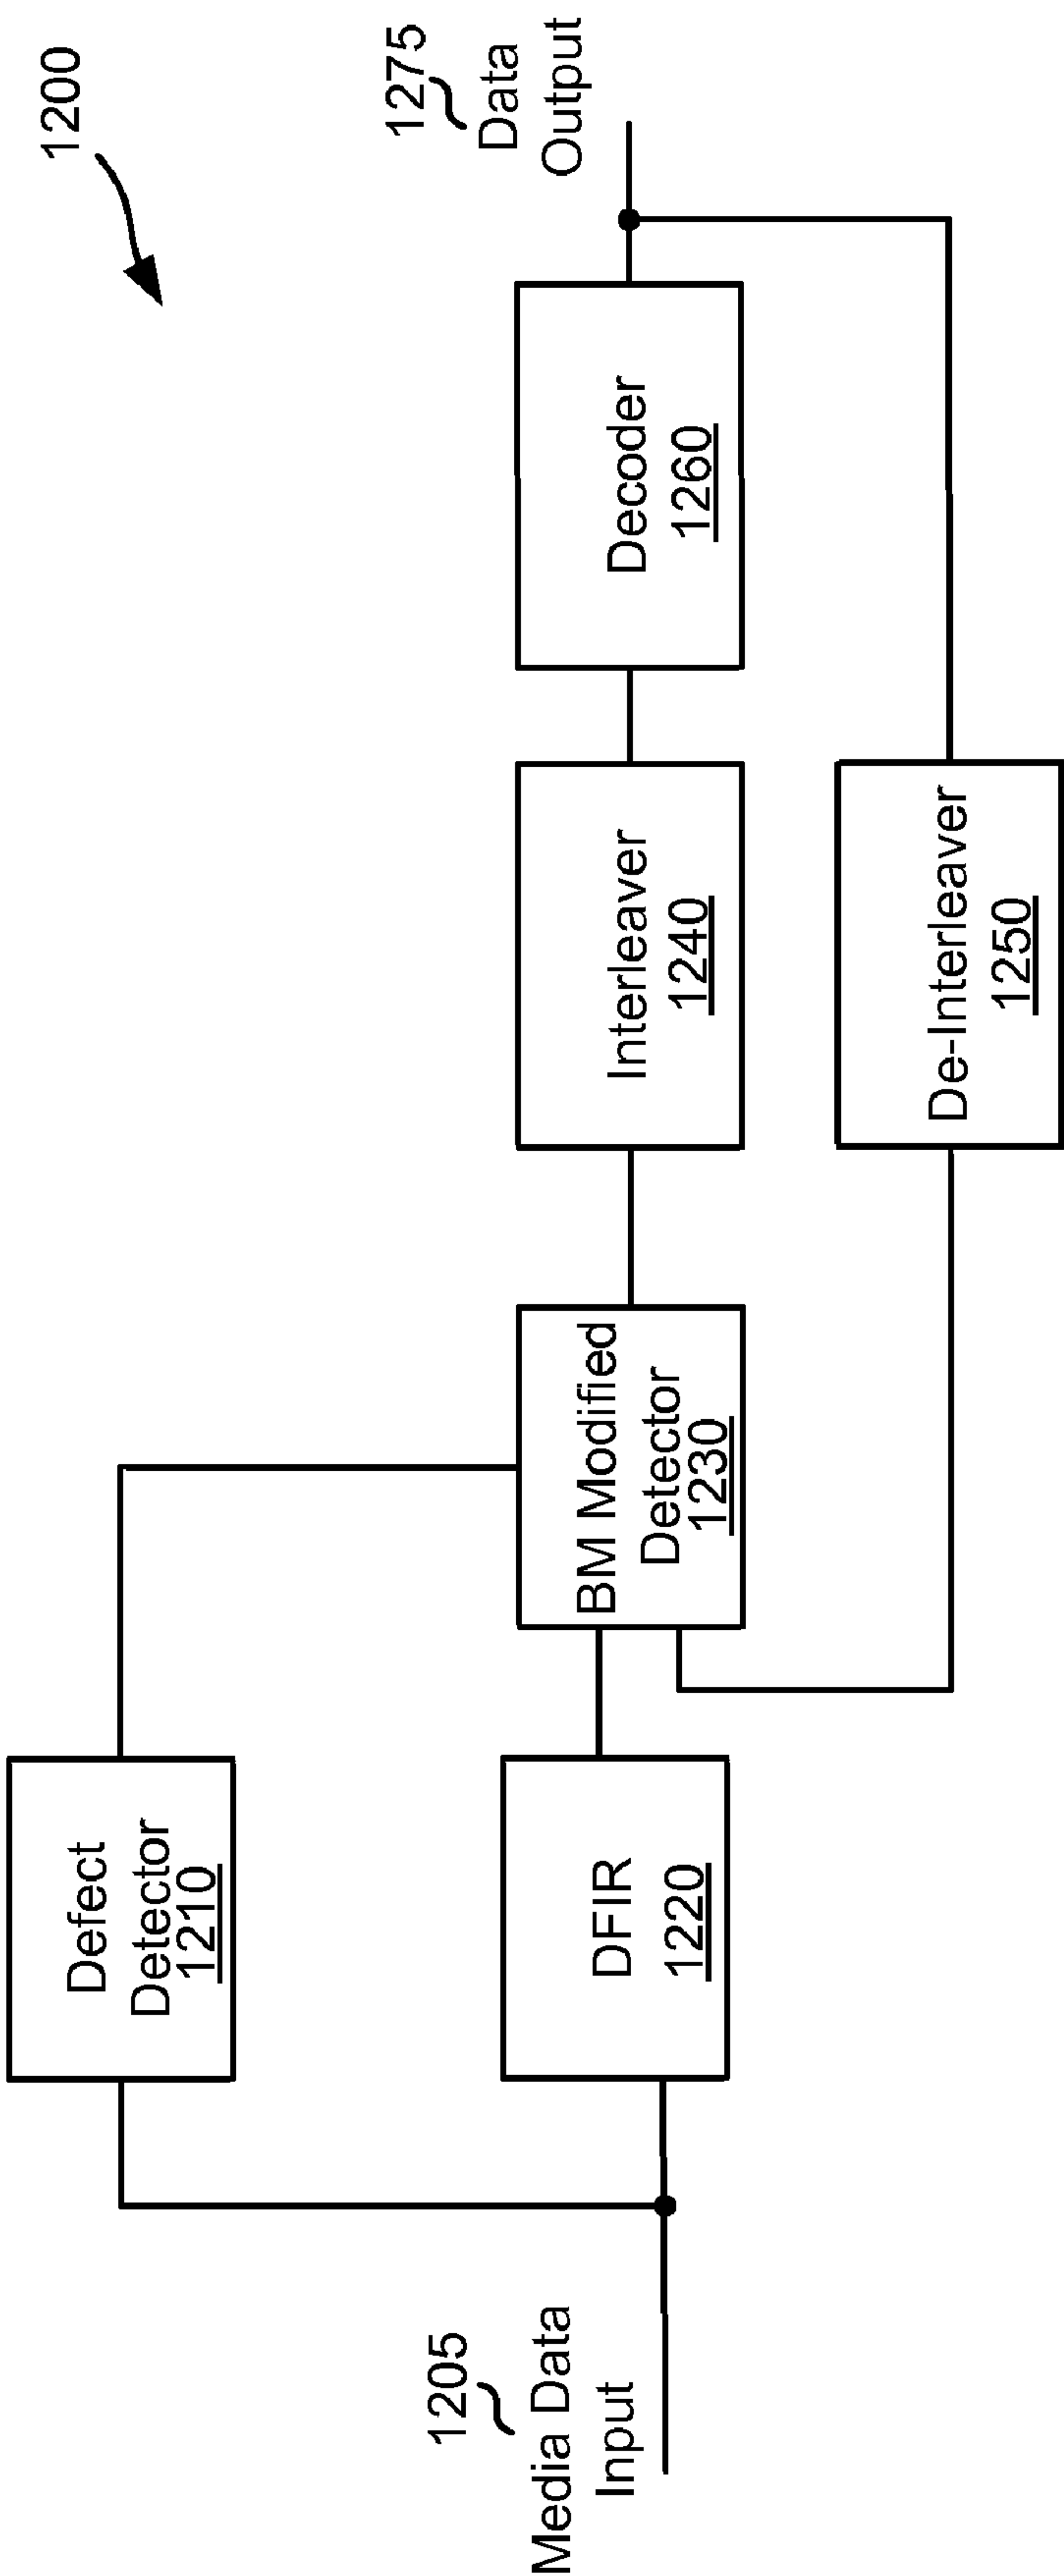 1200
1205
Media Data
Input
Defect
Detector
1210
DFIR
1220
BM Modified
Detector
1230
Interleaver
1240
De-Interleaver
1250
Decoder
1260
1275
Data
Output